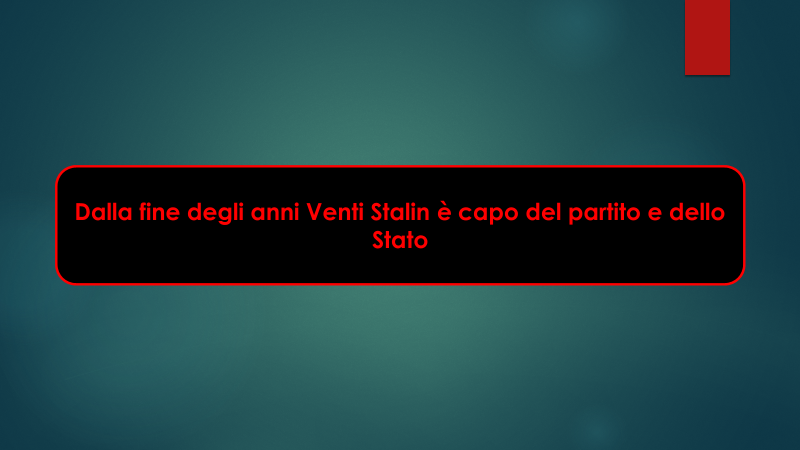 Dalla fine degli anni Venti Stalin è capo del partito e dello
Stato